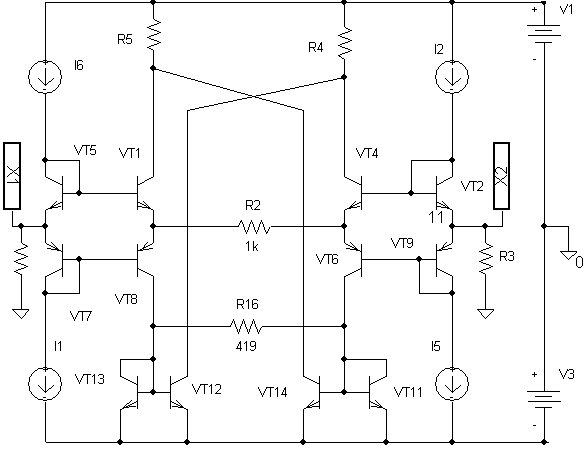 V1
+
-
R5
R4
I6
I2
VT5
VT1
VT4
VT2
X1
X2
11
R2
1k
VT9
VT6
R3
0
VT7
VT8
R16
419
I1
I5
V3
+
-
VT13
VT12
VT14
VT11